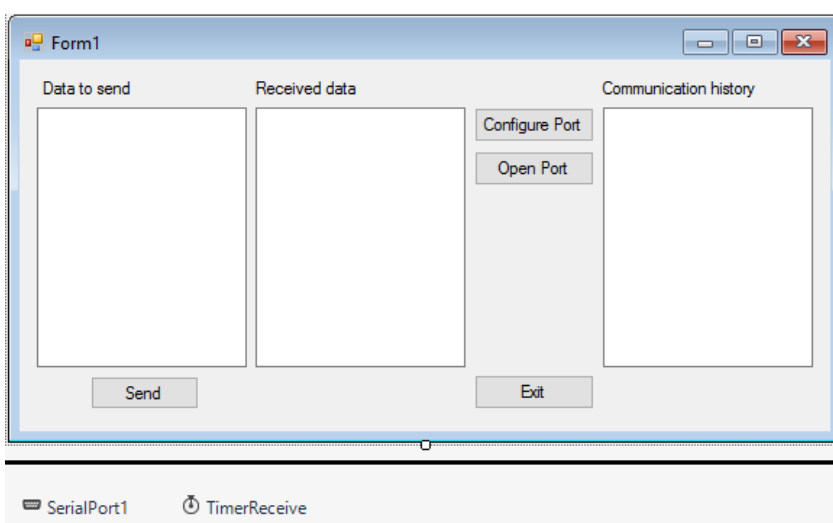 Form1
Data to send
Received data
Communication history
Configure Port
Open Port
Send
Exit
SerialPort1
TimerReceive